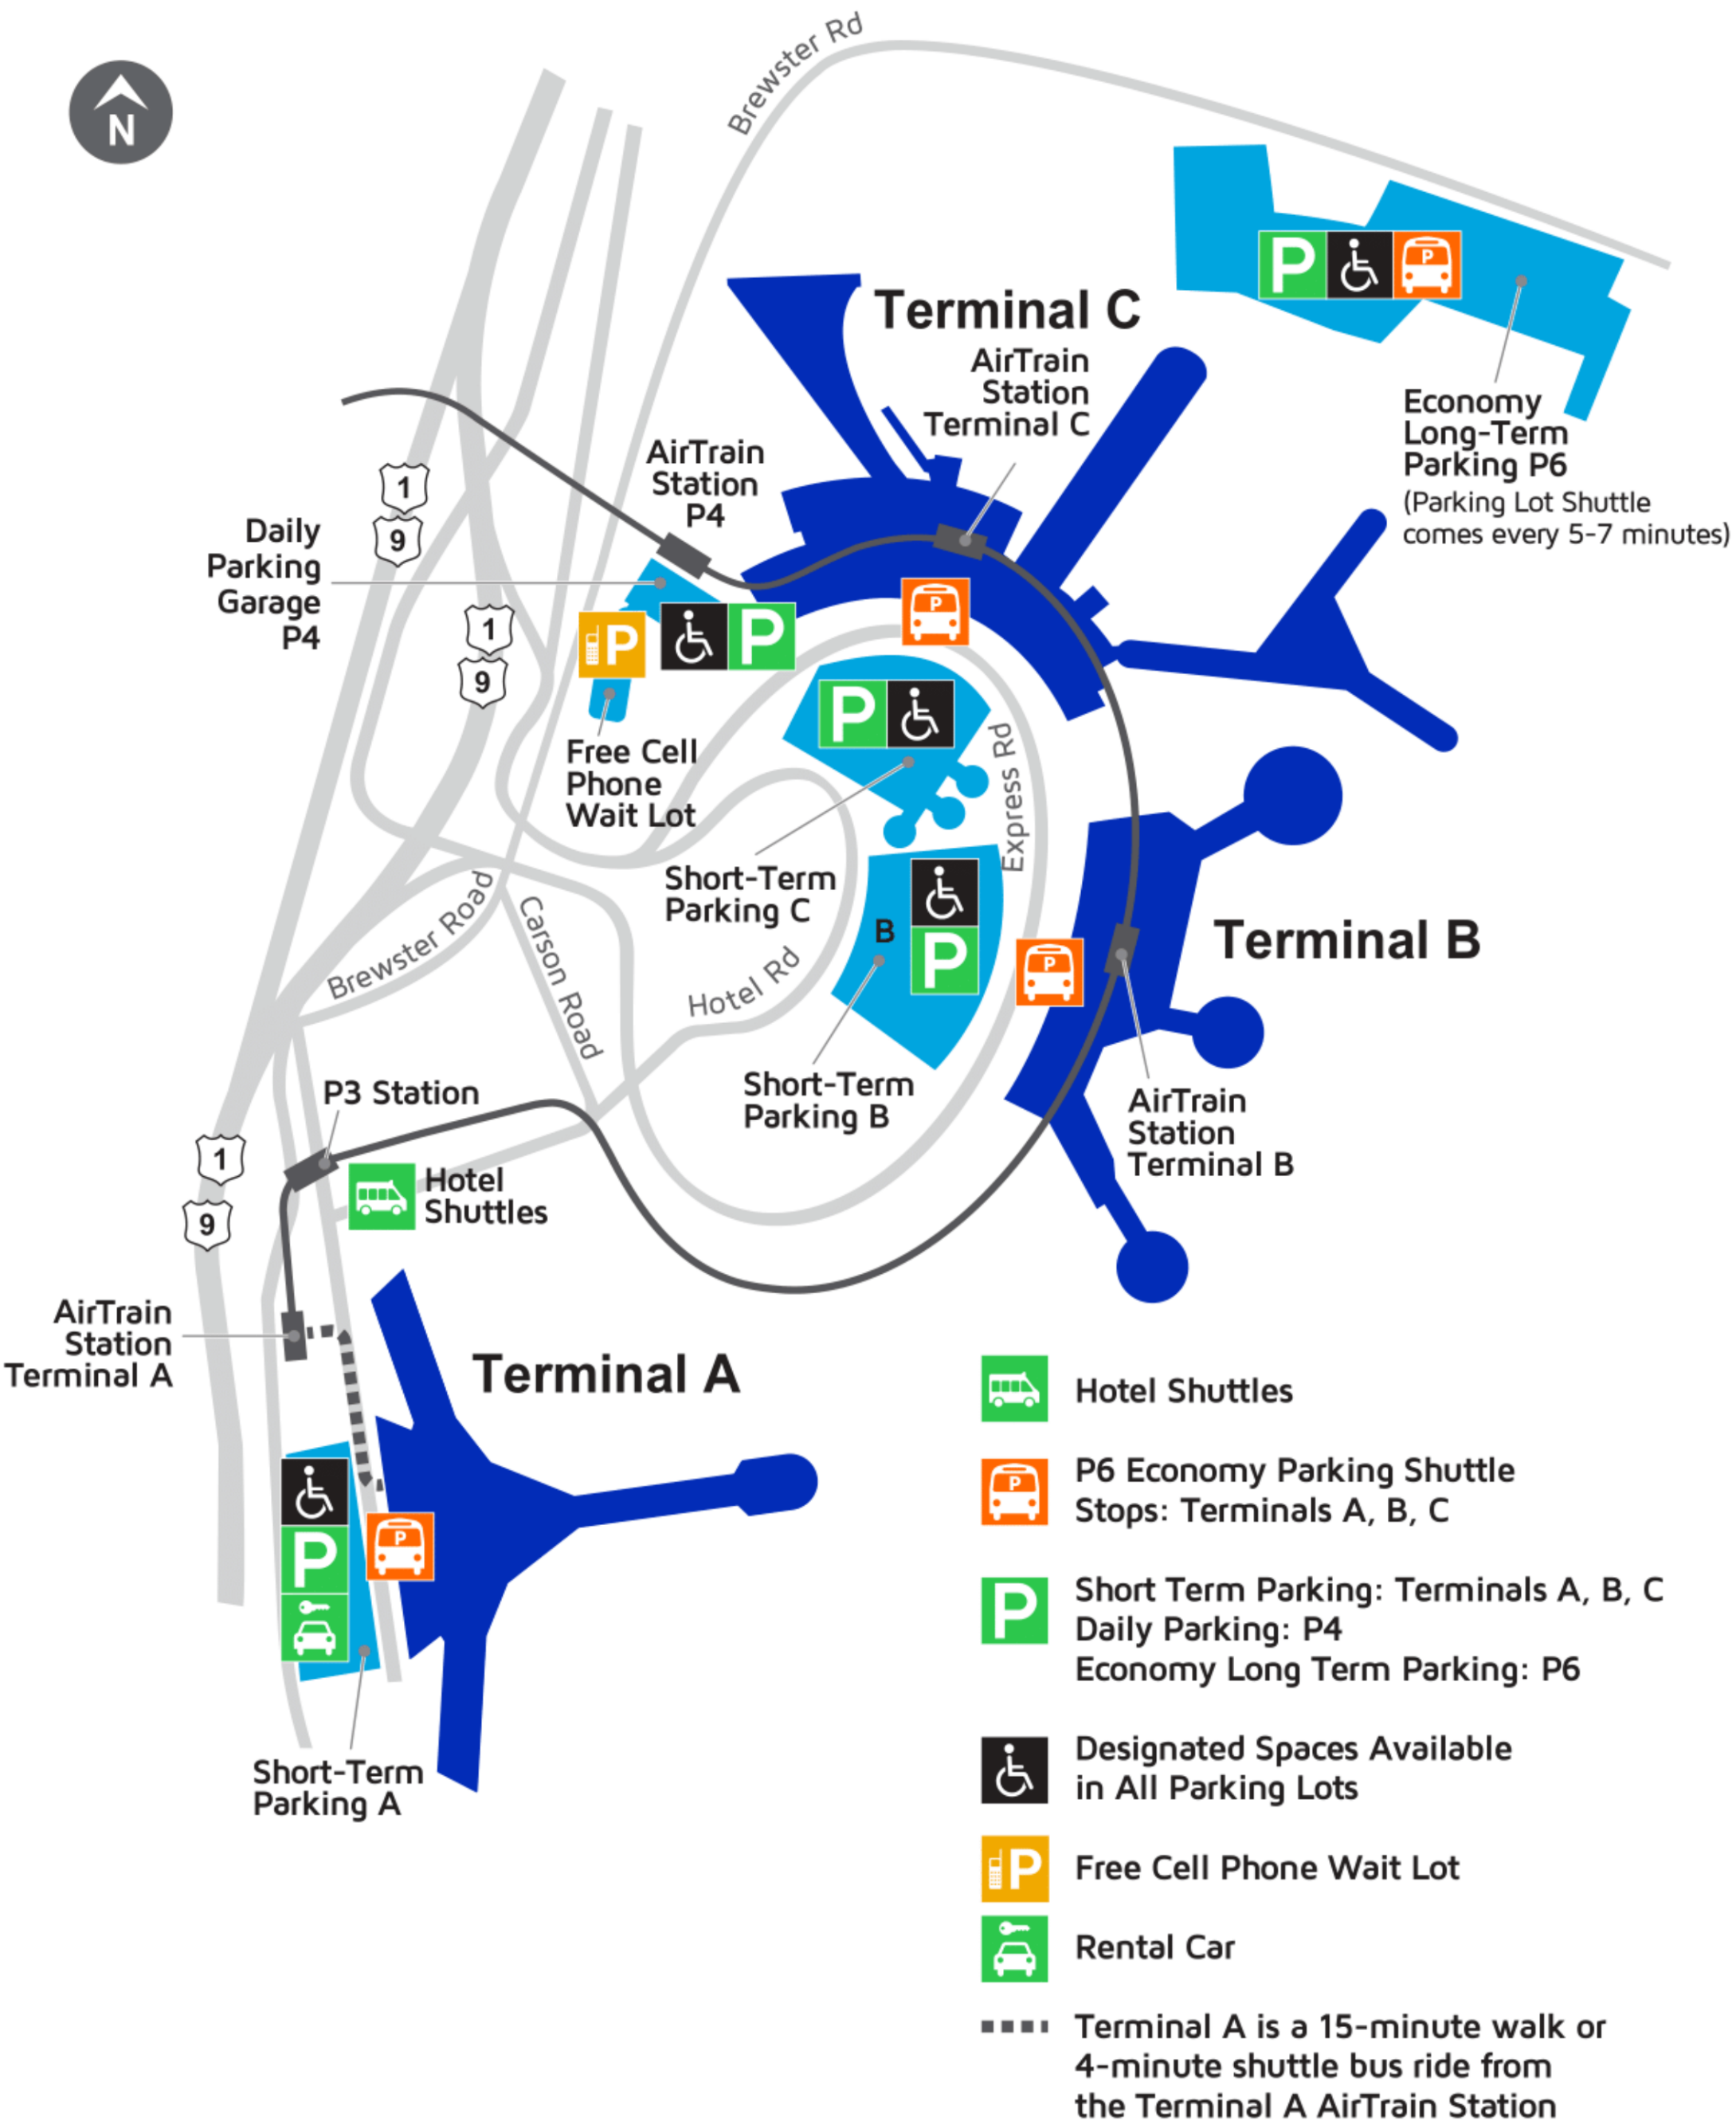 N
Brewster Rd
Terminal C
AirTrain
Station
Terminal C
Economy
Long-Term
Parking P6
(Parking Lot Shuttle
comes every 5-7 minutes)
P
P
AirTrain
Station
P4
1
9
Daily
Parking
Garage
P4
1
9
P
P
P
Free Cell
Phone
Wait Lot
P
Express Rd
Short-Term
Parking C
B
P
P
Terminal B
Brewster Road
Carson Road
Hotel Rd
Short-Term
Parking B
AirTrain
Station
Terminal B
P3 Station
1
9
Hotel
Shuttles
AirTrain
Station
Terminal A
Terminal A
P
P
Short-Term
Parking A
Hotel Shuttles
P
P6 Economy Parking Shuttle
Stops: Terminals A, B, C
P
Short Term Parking: Terminals A, B, C
Daily Parking: P4
Economy Long Term Parking: P6
Designated Spaces Available
in All Parking Lots
P
Free Cell Phone Wait Lot
Rental Car
Terminal A is a 15-minute walk or
4-minute shuttle bus ride from
the Terminal A AirTrain Station